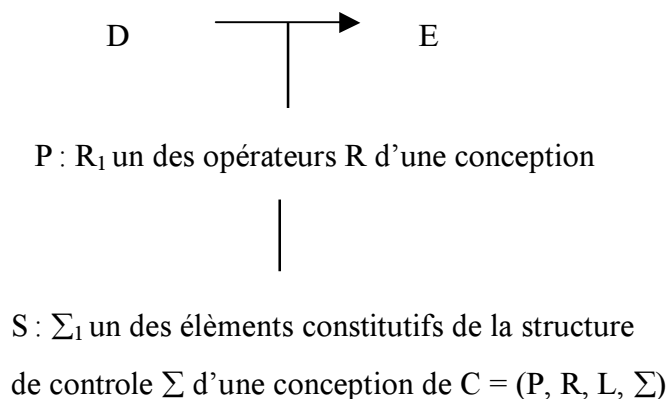 D E
P : R₁ un des opérateurs R d’une conception
S : ∑₁ un des élèments constitutifs de la structure
de controle ∑ d’une conception de C = (P, R, L, ∑)